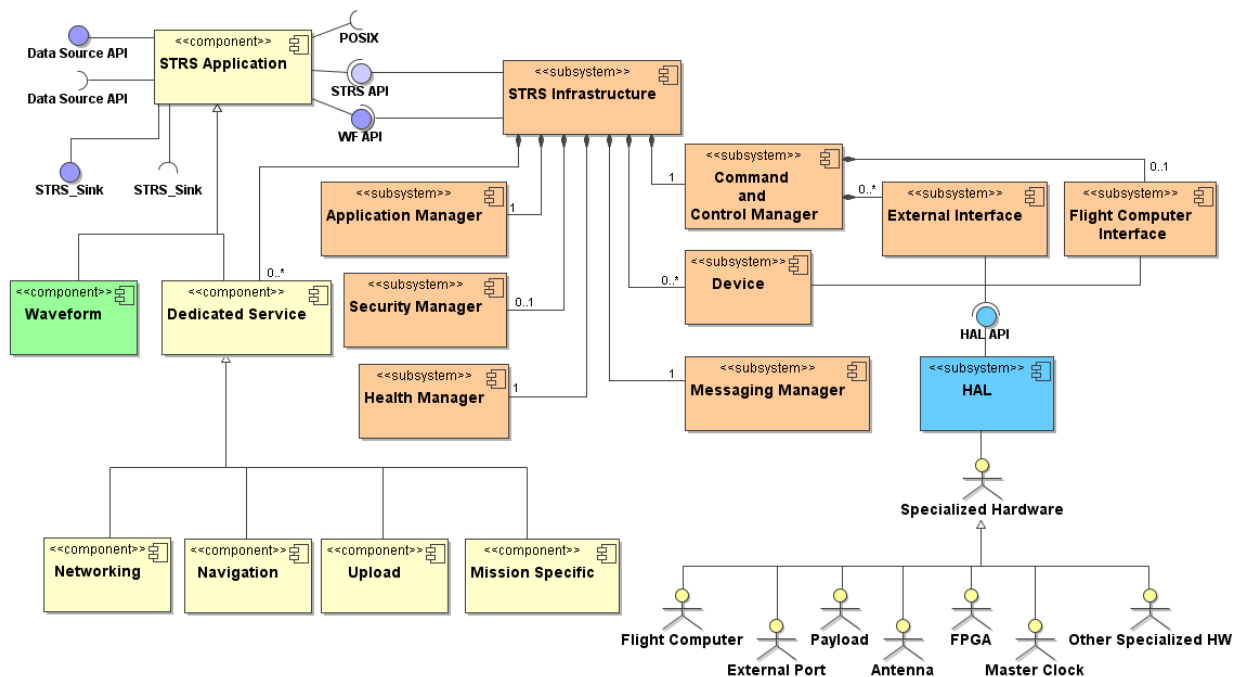 <<component>>
STRS Application
Data Source API
Data Source API
STRS_Sink
STRS_Sink
POSIX
STRS API
WF API
<<subsystem>>
STRS Infrastructure
<<subsystem>>
Command
and
Control Manager
1
0..1
0..*
<<subsystem>>
External Interface
<<subsystem>>
Flight Computer
Interface
<<subsystem>>
Application Manager
1
<<subsystem>>
Device
0..*
<<subsystem>>
Security Manager
0..1
0..*
<<component>>
Waveform
<<component>>
Dedicated Service
HAL API
<<subsystem>>
Health Manager
1
<<subsystem>>
Messaging Manager
1
<<subsystem>>
HAL
Specialized Hardware
<<component>>
Networking
<<component>>
Navigation
<<component>>
Upload
<<component>>
Mission Specific
Flight Computer
External Port
Payload
Antenna
FPGA
Master Clock
Other Specialized HW